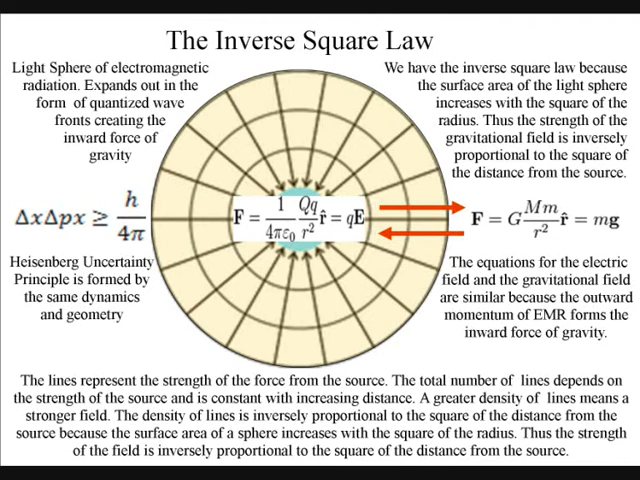 The Inverse Square Law
Light Sphere of electromagnetic
radiation. Expands out in the
form of quantized wave
fronts creating the
inward force of
gravity
We have the inverse square law because
the surface area of the light sphere
increases with the square of the
radius. Thus the strength of the
gravitational field is inversely
proportional to the square of
the distance from the source.
ΔxΔpx ≥ h/4π
F = 1/4πε₀ Qq/r² r̂ = qE
F = G Mm/r² r̂ = mg
Heisenberg Uncertainty
Principle is formed by
the same dynamics
and geometry
The equations for the electric
field and the gravitational field
are similar because the outward
momentum of EMR forms the
inward force of gravity.
The lines represent the strength of the force from the source. The total number of lines depends on
the strength of the source and is constant with increasing distance. A greater density of lines means a
stronger field. The density of lines is inversely proportional to the square of the distance from the
source because the surface area of a sphere increases with the square of the radius. Thus the strength
of the field is inversely proportional to the square of the distance from the source.